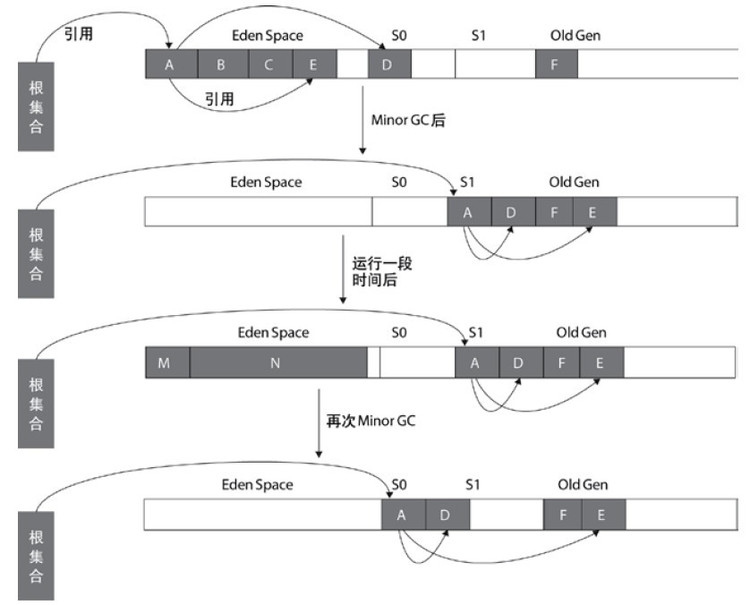 引用
Eden Space S0 S1 Old Gen
A B C E D F
引用
根集合
Minor GC后
Eden Space S0 S1 Old Gen
A D F E
根集合
运行一段
时间后
Eden Space S0 S1 Old Gen
M N A D F E
根集合
再次Minor GC
Eden Space S0 S1 Old Gen
A D F E
根集合